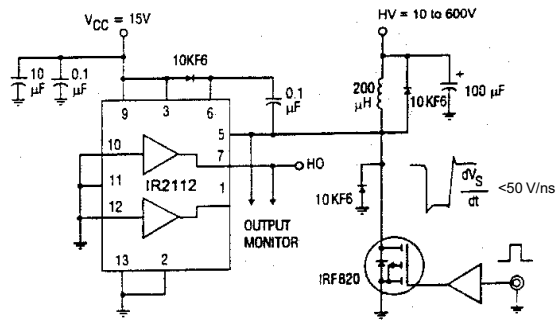 V_CC = 15V
HV = 10 to 600V
10 µF
0.1 µF
10KF6
0.1 µF
200 µH
10KF6
+
100 µF
9
3
6
5
7
1
10
11
12
13
2
IR2112
HO
OUTPUT MONITOR
10KF6
dV_S
dt
<50 V/ns
IRF820